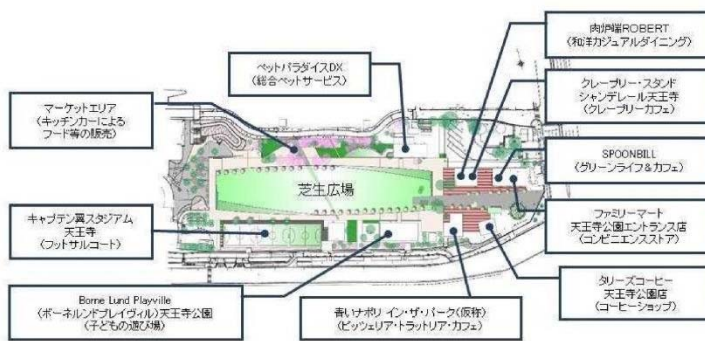 肉炉端ROBERT
(和洋カジュアルダイニング)
ペットパラダイスDX
(総合ペットサービス)
クレープリー・スタンド
シャンデレール天王寺
(クレープリーカフェ)
マーケットエリア
(キッチンカーによる
フード等の販売)
SPOONBILL
(グリーンライフ&カフェ)
芝生広場
キャプテン翼スタジアム
天王寺
(フットサルコート)
ファミリーマート
天王寺公園エントランス店
(コンビニエンスストア)
タリーズコーヒー
天王寺公園店
(コーヒーショップ)
Borne Lund Playville
(ボーネルンドプレイヴィル)天王寺公園
(子どもの遊び場)
青いナポリ イン・ザ・パーク(仮称)
(ピッツェリア・トラットリア・カフェ)